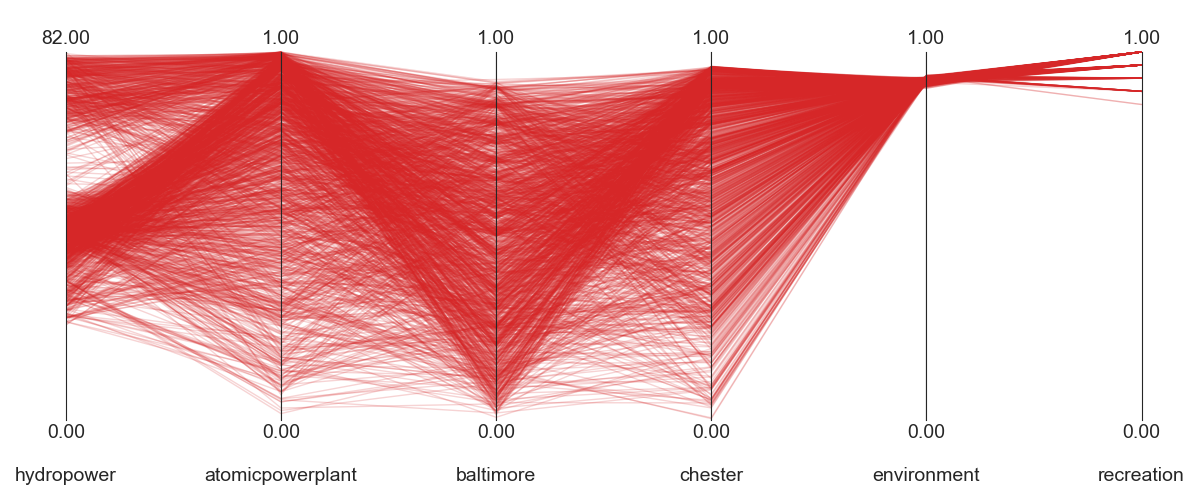 82.00 1.00 1.00 1.00 1.00 1.00
0.00 0.00 0.00 0.00 0.00 0.00
hydropower atomicpowerplant baltimore chester environment recreation